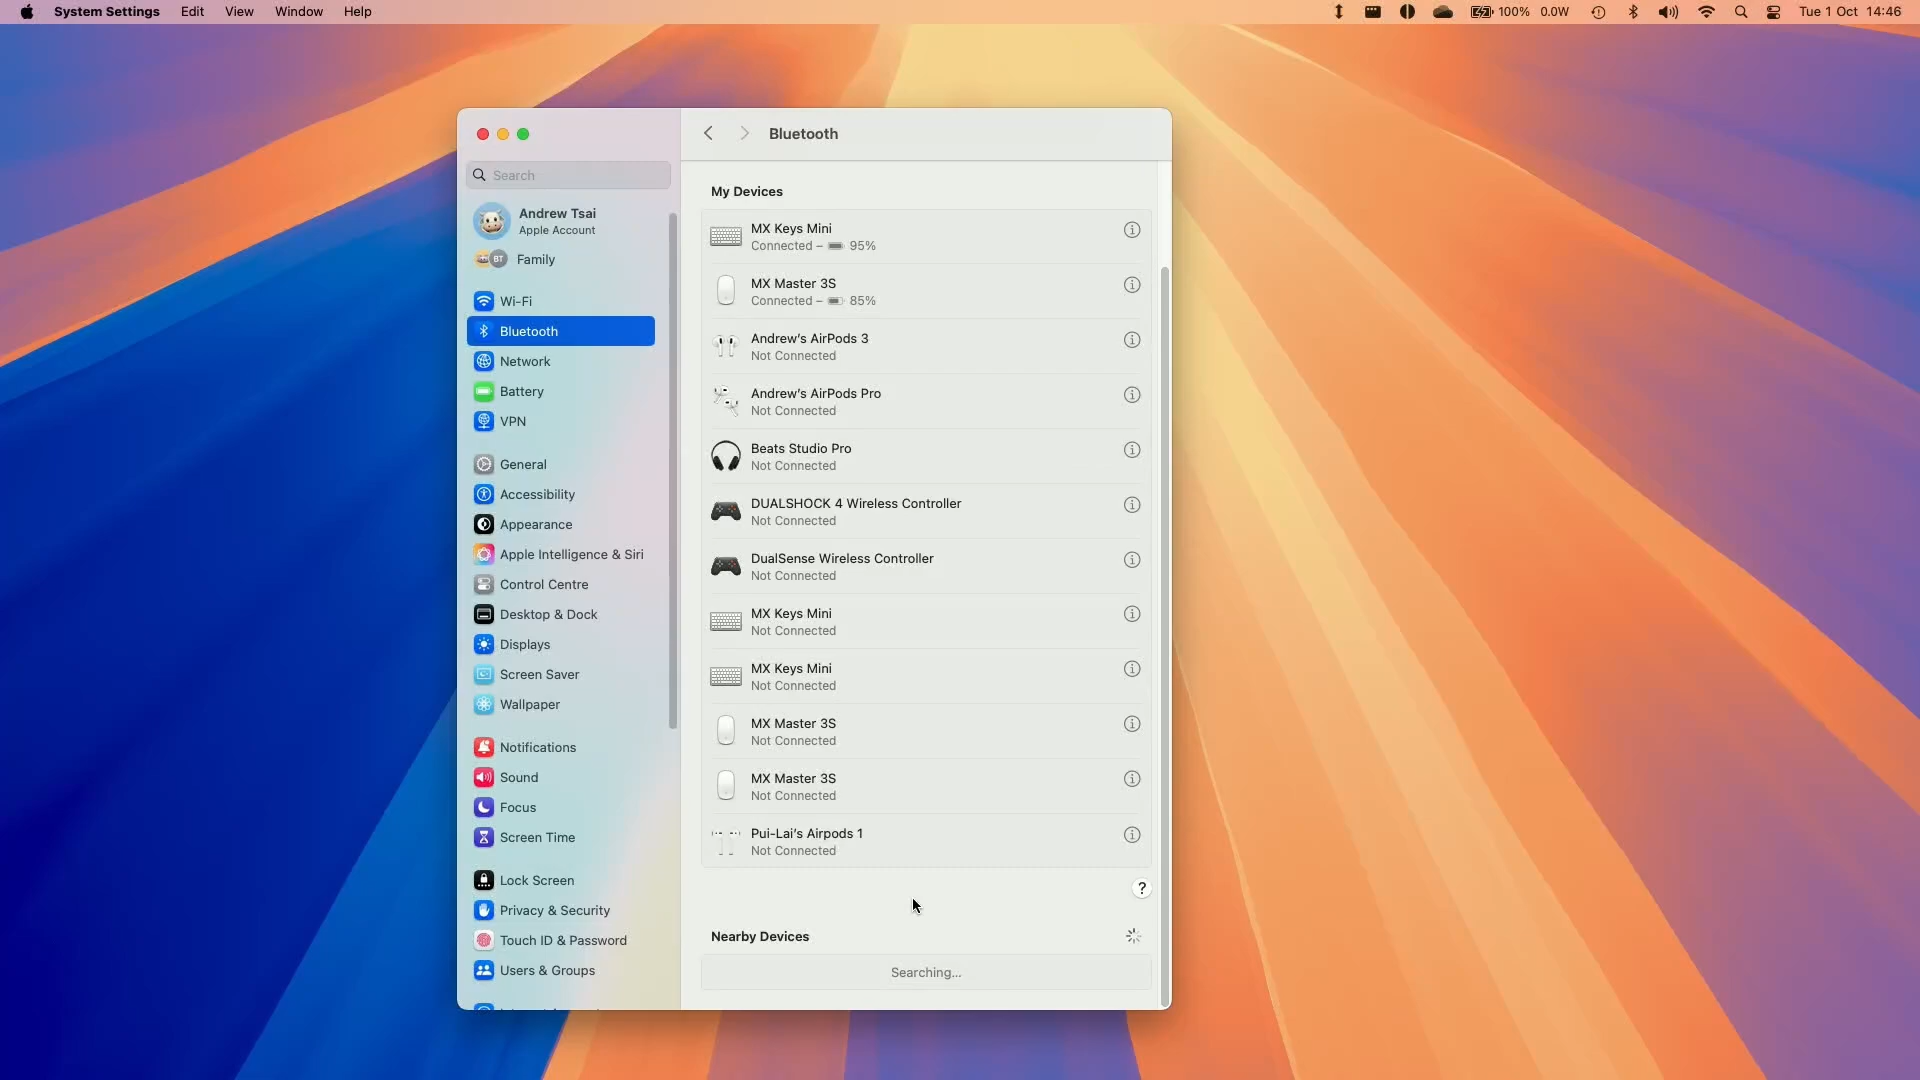 System Settings Edit View Window Help
100% 0.0W Tue 1 Oct 14:46
Bluetooth
Search
Andrew Tsai
Apple Account
BT Family
Wi-Fi
Bluetooth
Network
Battery
VPN
General
Accessibility
Appearance
Apple Intelligence & Siri
Control Centre
Desktop & Dock
Displays
Screen Saver
Wallpaper
Notifications
Sound
Focus
Screen Time
Lock Screen
Privacy & Security
Touch ID & Password
Users & Groups
My Devices
MX Keys Mini
Connected – 95%
MX Master 3S
Connected – 85%
Andrew's AirPods 3
Not Connected
Andrew's AirPods Pro
Not Connected
Beats Studio Pro
Not Connected
DUALSHOCK 4 Wireless Controller
Not Connected
DualSense Wireless Controller
Not Connected
MX Keys Mini
Not Connected
MX Keys Mini
Not Connected
MX Master 3S
Not Connected
MX Master 3S
Not Connected
Pui-Lai's Airpods 1
Not Connected
?
Nearby Devices
Searching...